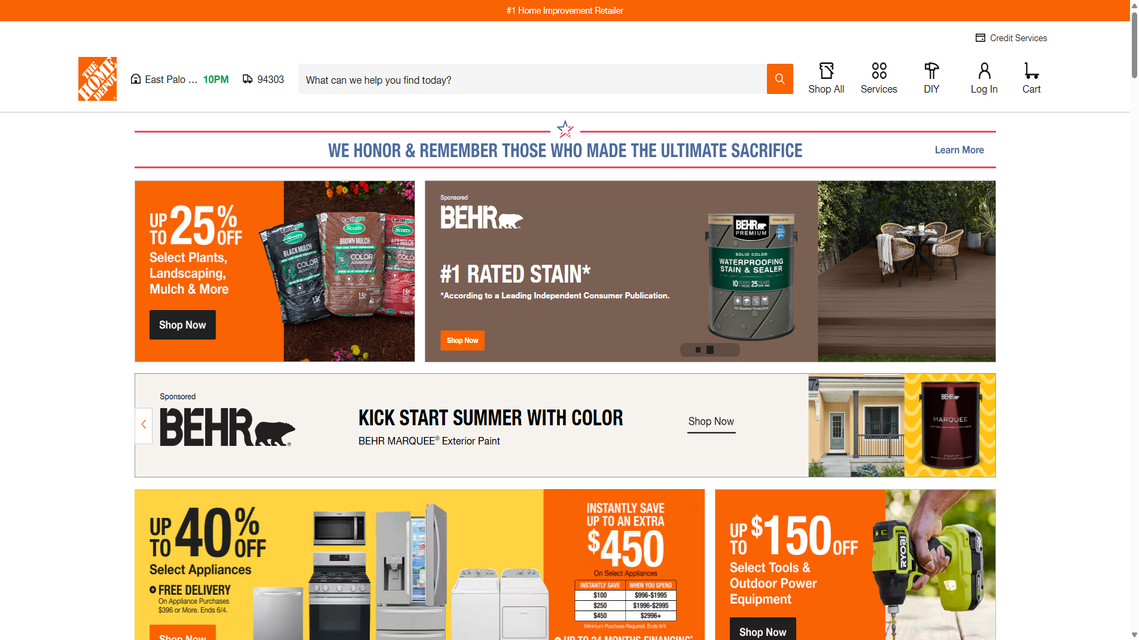 #1 Home Improvement Retailer
Credit Services
THE HOME DEPOT
East Palo ... 10PM 94303
What can we help you find today?
Shop All Services DIY Log In Cart
WE HONOR & REMEMBER THOSE WHO MADE THE ULTIMATE SACRIFICE
Learn More
UP TO 25% OFF
Select Plants,
Landscaping,
Mulch & More
Shop Now
Scotts
BLACK MULCH
COLOR
Scotts
BROWN MULCH
COLOR
Scotts
Sponsored
BEHR
#1 RATED STAIN*
*According to a Leading Independent Consumer Publication.
Shop Now
BEHR
PREMIUM
SOLID COLOR
WATERPROOFING
STAIN & SEALER
10 YEARS 25 YEARS
Sponsored
BEHR
KICK START SUMMER WITH COLOR
BEHR MARQUEE® Exterior Paint
Shop Now
BEHR
MARQUEE
UP TO 40% OFF
Select Appliances
FREE DELIVERY
On Appliance Purchases
$396 or More. Ends 6/4.
Shop Now
INSTANTLY SAVE
UP TO AN EXTRA
$450
On Select Appliances
INSTANTLY SAVE WHEN YOU SPEND
$100 $996-$1995
$250 $1996-$2995
$450 $2996+
Minimum Purchase Required. Ends 6/4.
UP TO 24 MONTHS FINANCING*
UP TO $150 OFF
Select Tools &
Outdoor Power
Equipment
Shop Now
RYOBI